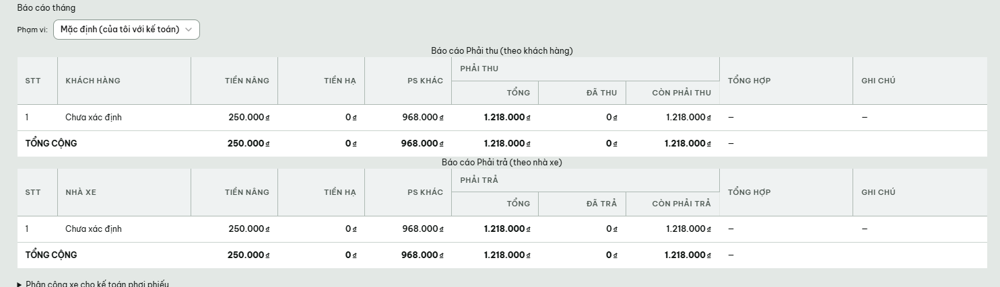 Báo cáo tháng
Phạm vi: Mặc định (của tôi với kế toán)
Báo cáo Phải thu (theo khách hàng)
STT KHÁCH HÀNG TIỀN NÂNG TIỀN HẠ PS KHÁC PHẢI THU TỔNG HỢP GHI CHÚ
TỔNG ĐÃ THU CÒN PHẢI THU
1 Chưa xác định 250.000 ₫ 0 ₫ 968.000 ₫ 1.218.000 ₫ 0 ₫ 1.218.000 ₫ — —
TỔNG CỘNG 250.000 ₫ 0 ₫ 968.000 ₫ 1.218.000 ₫ 0 ₫ 1.218.000 ₫ —
Báo cáo Phải trả (theo nhà xe)
STT NHÀ XE TIỀN NÂNG TIỀN HẠ PS KHÁC PHẢI TRẢ TỔNG HỢP GHI CHÚ
TỔNG ĐÃ TRẢ CÒN PHẢI TRẢ
1 Chưa xác định 250.000 ₫ 0 ₫ 968.000 ₫ 1.218.000 ₫ 0 ₫ 1.218.000 ₫ — —
TỔNG CỘNG 250.000 ₫ 0 ₫ 968.000 ₫ 1.218.000 ₫ 0 ₫ 1.218.000 ₫ —
Phân công xe cho kế toán phơi phiếu